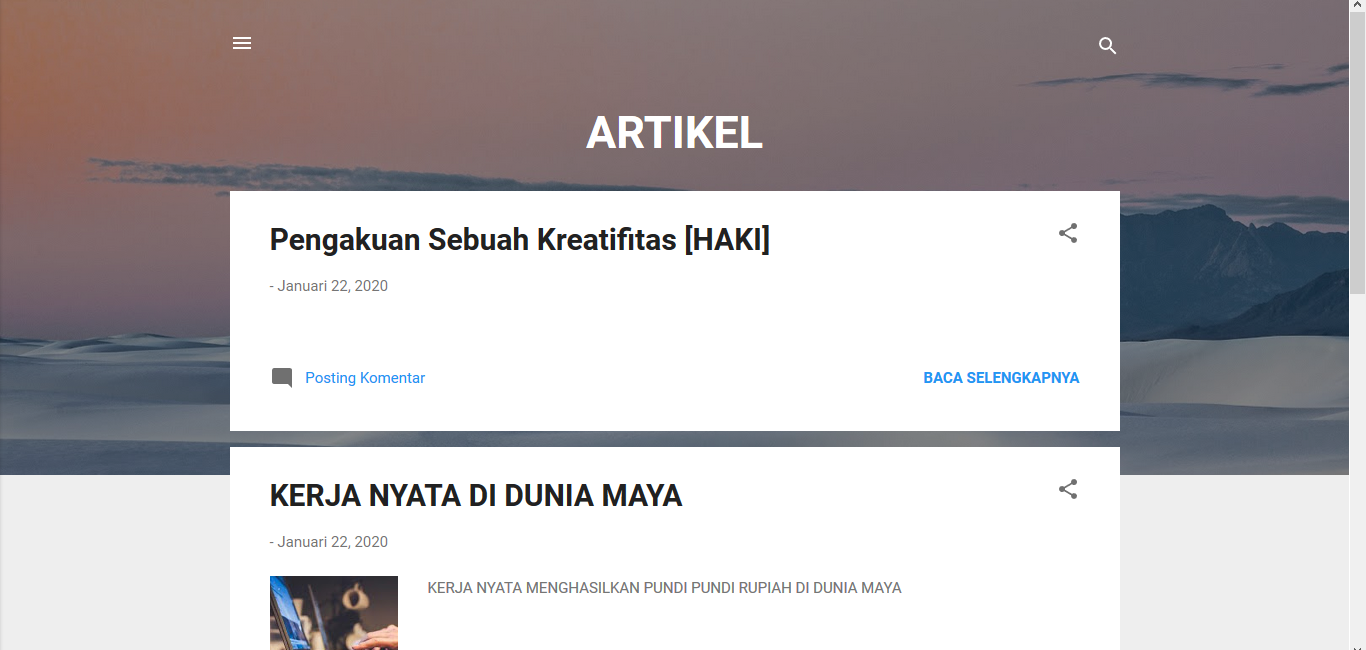 ARTIKEL
Pengakuan Sebuah Kreatifitas [HAKI]
- Januari 22, 2020
Posting Komentar
BACA SELENGKAPNYA
KERJA NYATA DI DUNIA MAYA
- Januari 22, 2020
KERJA NYATA MENGHASILKAN PUNDI PUNDI RUPIAH DI DUNIA MAYA